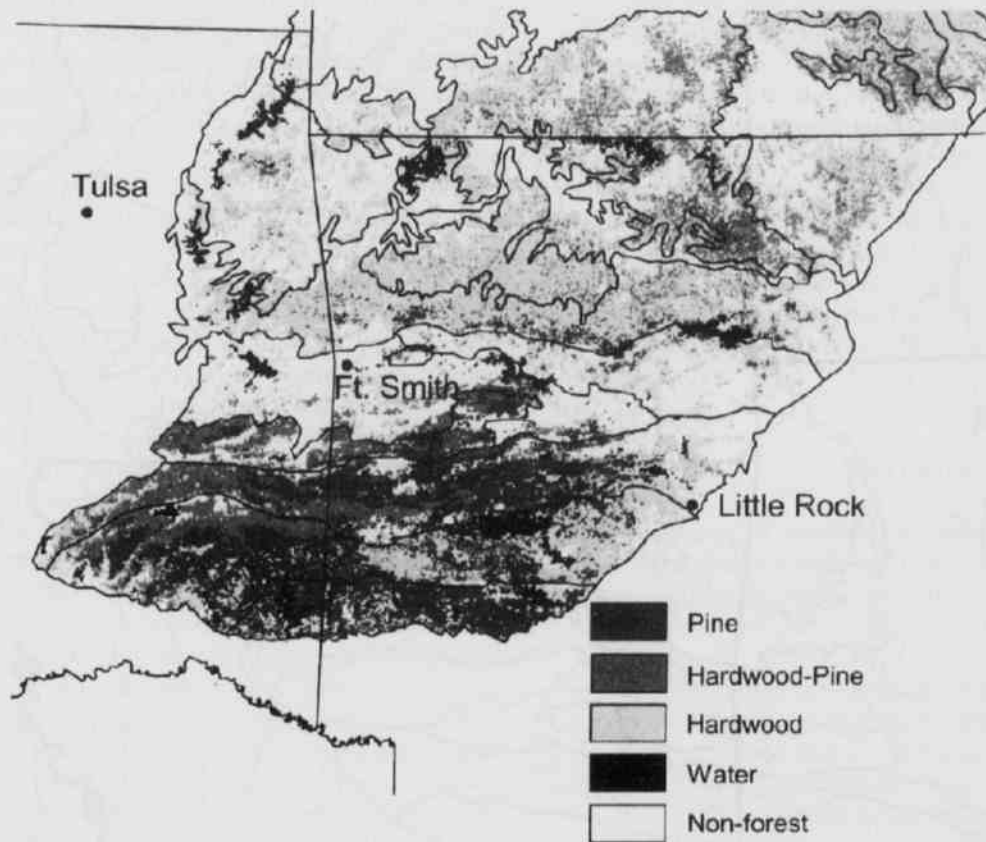 Tulsa
Ft. Smith
Little Rock
Pine
Hardwood-Pine
Hardwood
Water
Non-forest